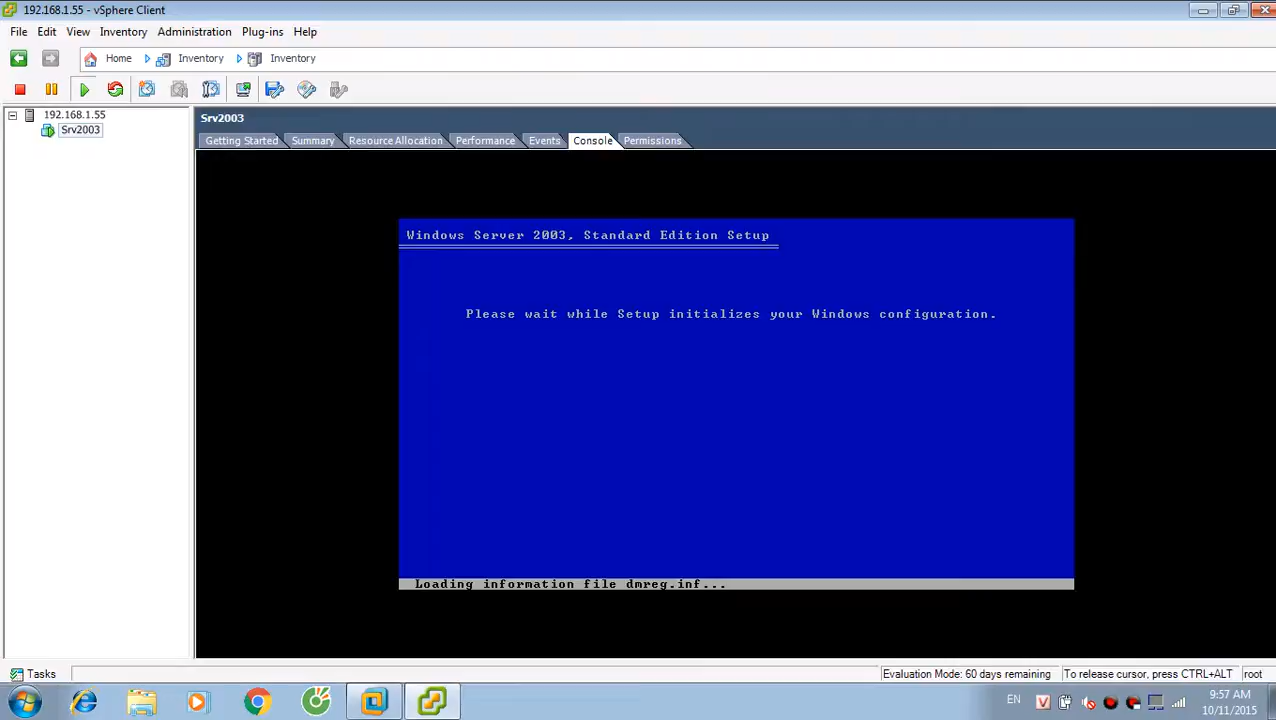 192.168.1.55 - vSphere Client
File Edit View Inventory Administration Plug-ins Help
Home Inventory Inventory
192.168.1.55
Srv2003
Srv2003
Getting Started Summary Resource Allocation Performance Events Console Permissions
Windows Server 2003, Standard Edition Setup
Please wait while Setup initializes your Windows configuration.
Loading information file dmreg.inf...
Tasks
Evaluation Mode: 60 days remaining To release cursor, press CTRL+ALT root
EN
9:57 AM
10/11/2015